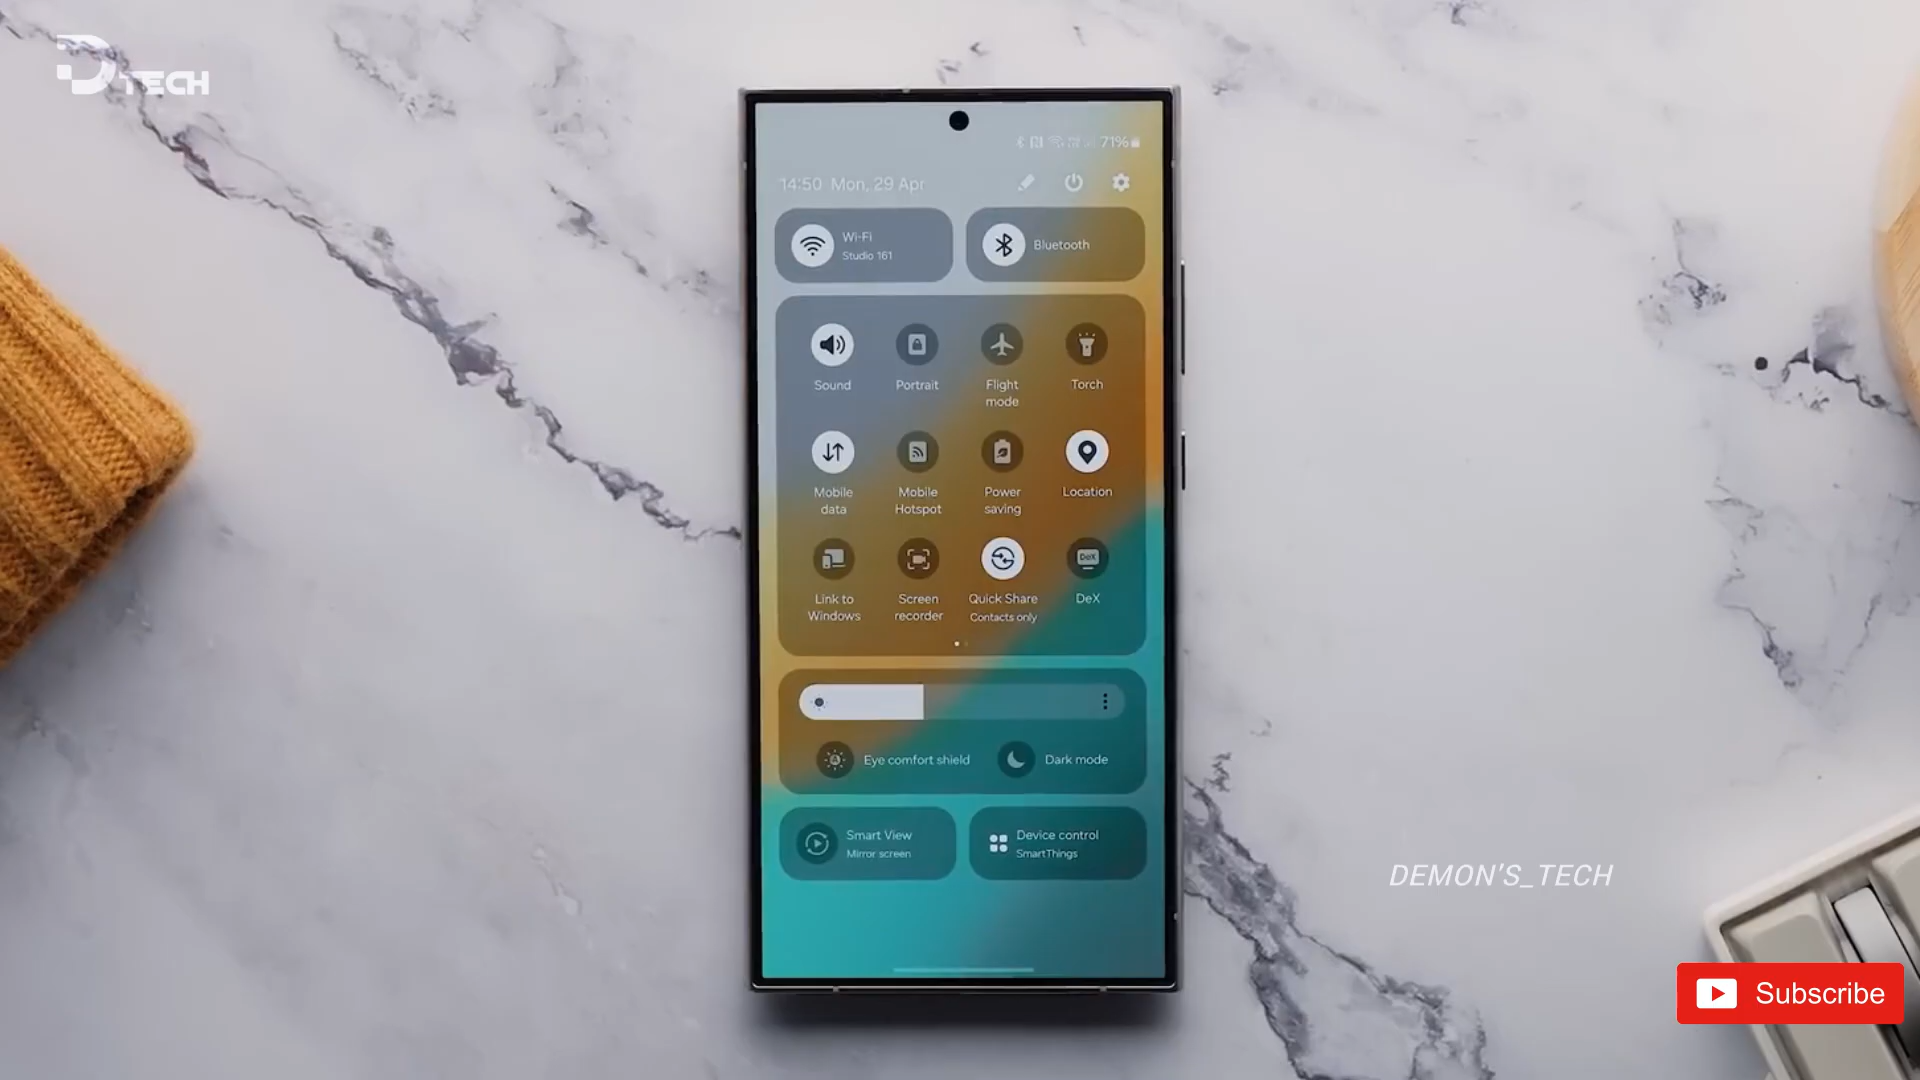 DTECH
71%
14:50 Mon, 29 Apr
Wi-Fi
Studio 161
Bluetooth
Sound
Portrait
Flight
mode
Torch
Mobile
data
Mobile
Hotspot
Power
saving
Location
Link to
Windows
Screen
recorder
Quick Share
Contacts only
DeX
DeX
Eye comfort shield
Dark mode
Smart View
Mirror screen
Device control
SmartThings
DEMON'S_TECH
Subscribe